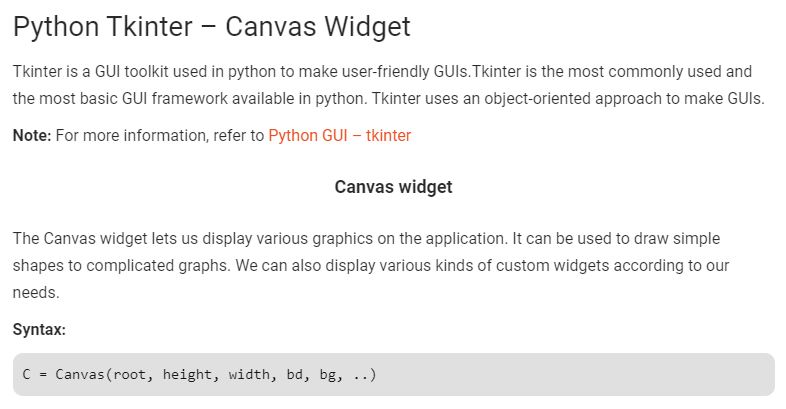 Python Tkinter – Canvas Widget
Tkinter is a GUI toolkit used in python to make user-friendly GUIs.Tkinter is the most commonly used and
the most basic GUI framework available in python. Tkinter uses an object-oriented approach to make GUIs.
Note: For more information, refer to Python GUI – tkinter
Canvas widget
The Canvas widget lets us display various graphics on the application. It can be used to draw simple
shapes to complicated graphs. We can also display various kinds of custom widgets according to our
needs.
Syntax:
C = Canvas(root, height, width, bd, bg, ..)